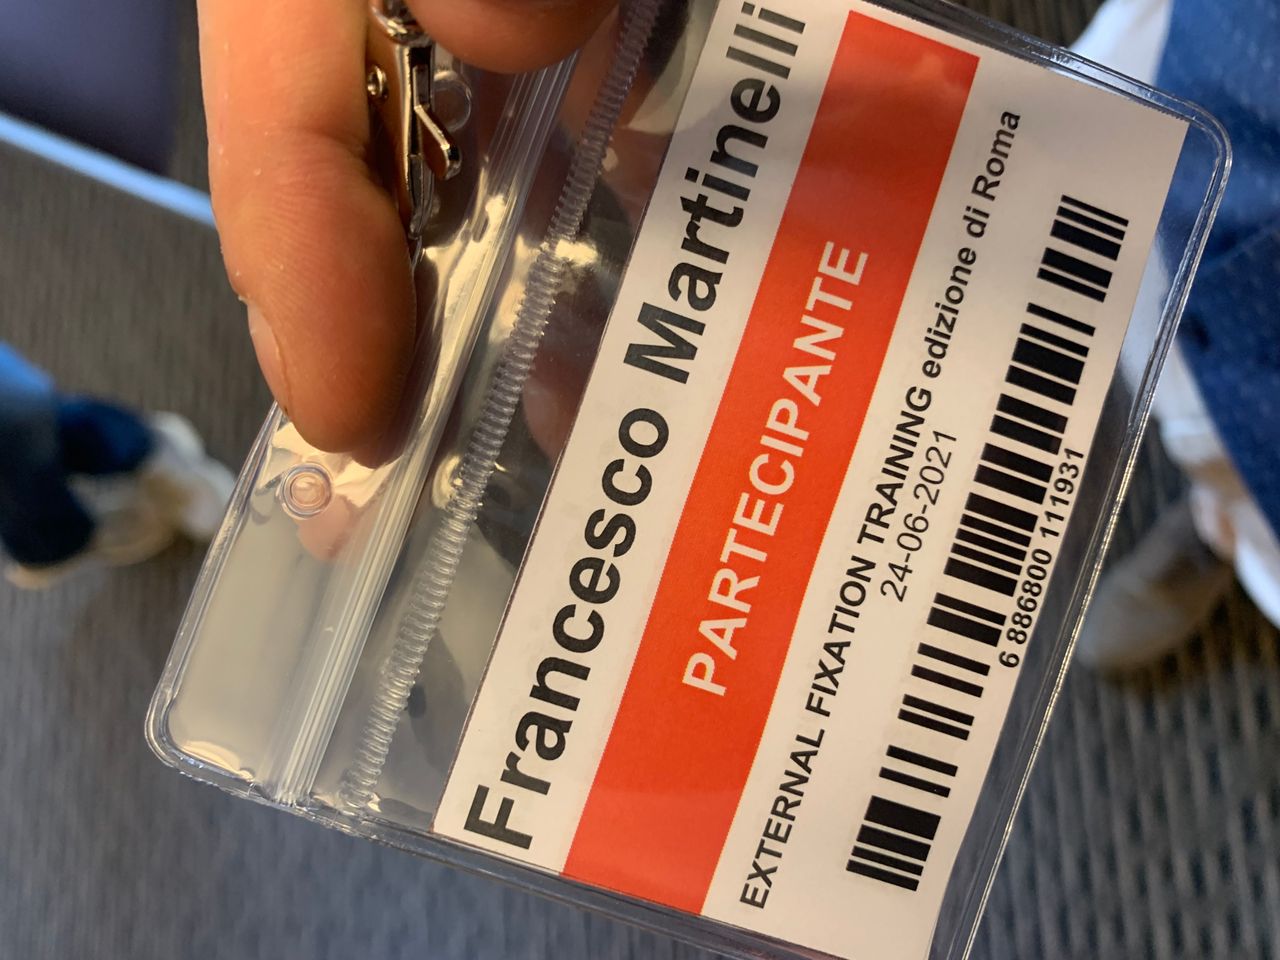 Francesco Martinelli
PARTECIPANTE
EXTERNAL FIXATION TRAINING edizione di Roma
24-06-2021
6 886800 111931